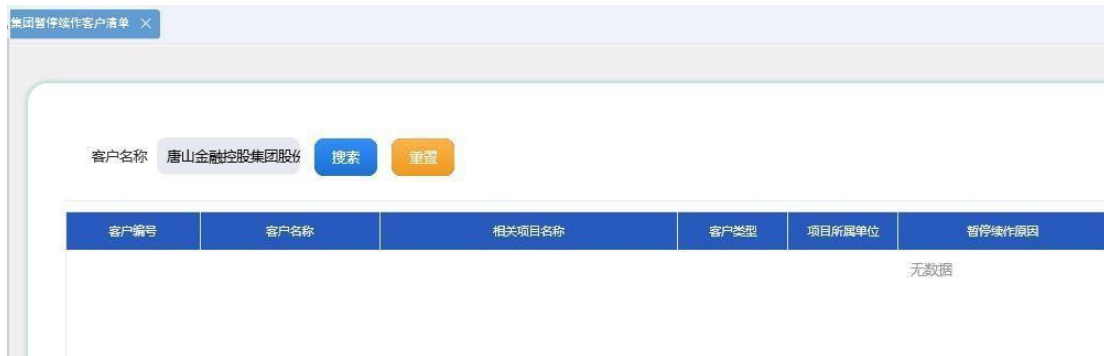 集团暂停续作客户清单 ×
客户名称 唐山金融控股集团股份 搜索 重置
客户编号 客户名称 相关项目名称 客户类型 项目所属单位 暂停续作原因
无数据